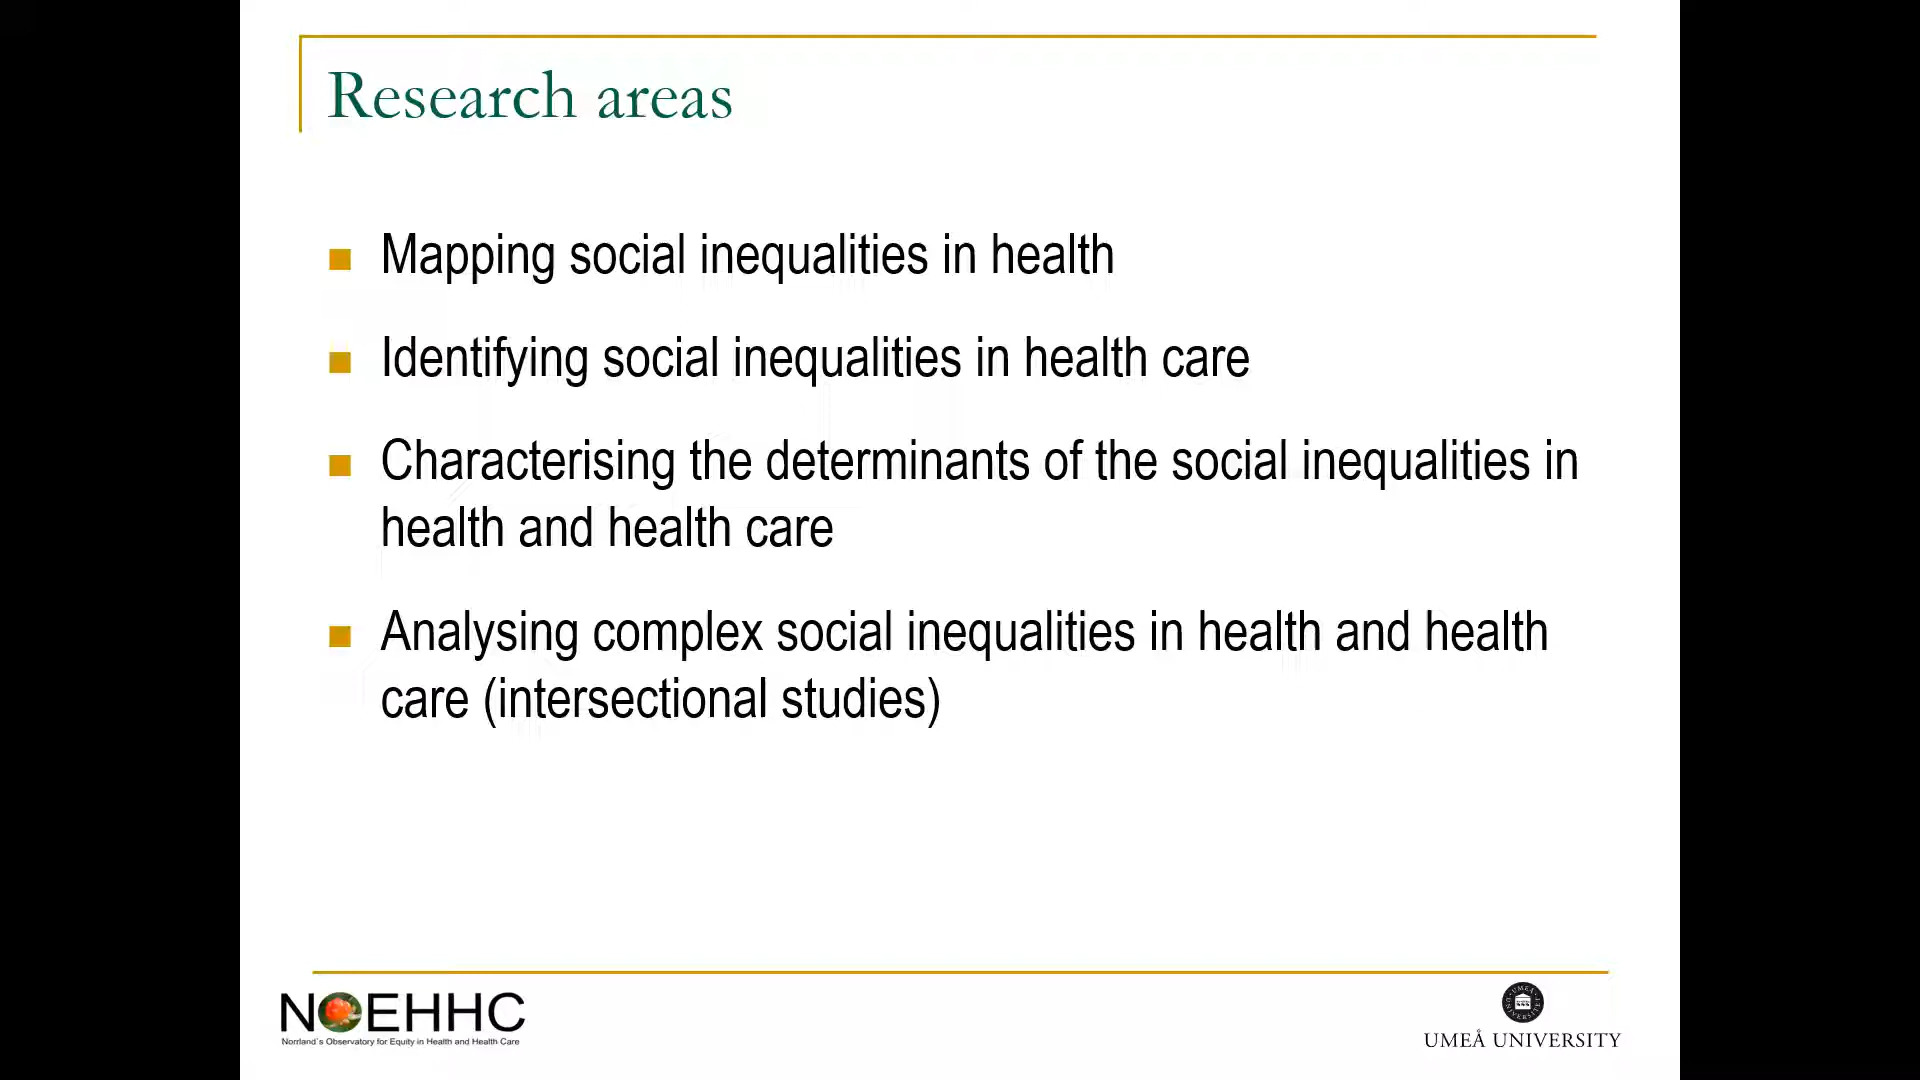 Research areas
Mapping social inequalities in health
Identifying social inequalities in health care
Characterising the determinants of the social inequalities in
health and health care
Analysing complex social inequalities in health and health
care (intersectional studies)
NOEHHC
Norrland´s Observatory for Equity in Health and Health Care
UMEÅ UNIVERSITY